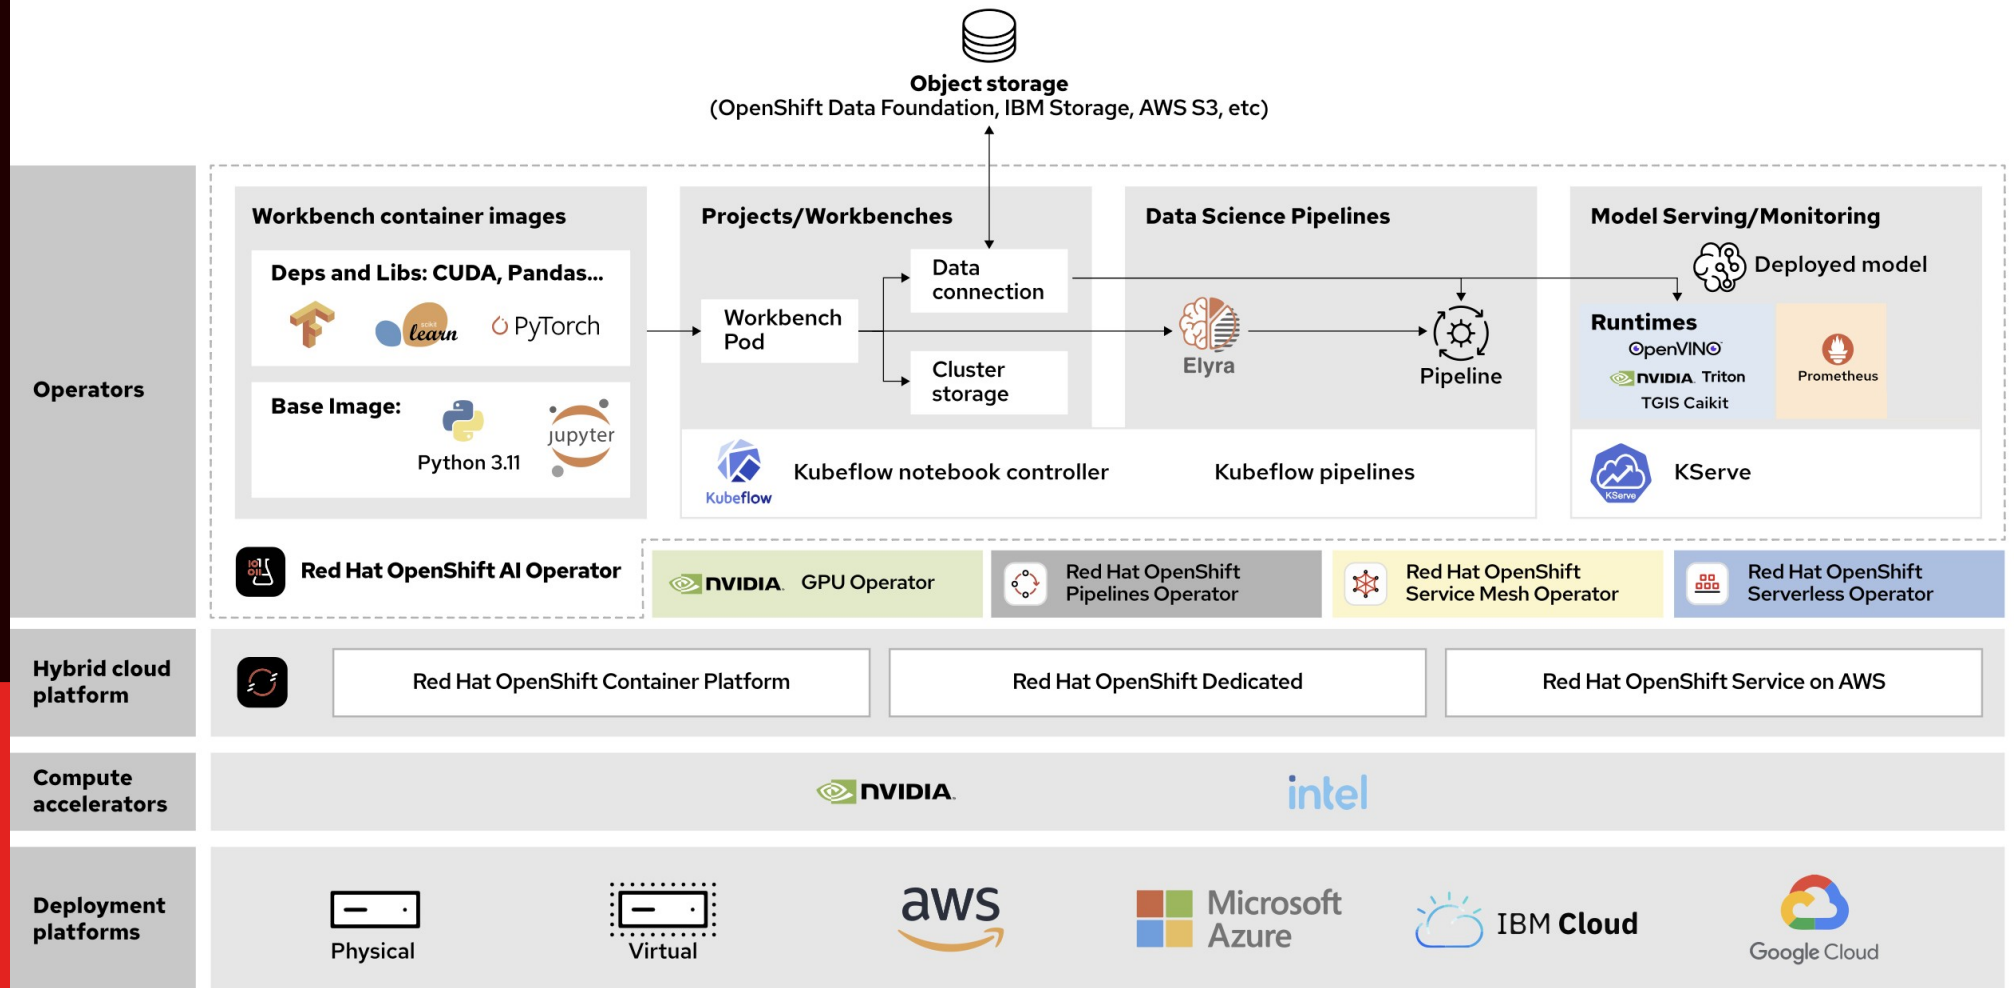 Object storage
(OpenShift Data Foundation, IBM Storage, AWS S3, etc)
Operators
Workbench container images
Deps and Libs: CUDA, Pandas...
scikit
learn
PyTorch
Base Image:
Python 3.11
jupyter
Projects/Workbenches
Workbench
Pod
Data
connection
Cluster
storage
Data Science Pipelines
Elyra
Pipeline
Kubeflow
Kubeflow notebook controller
Kubeflow pipelines
Model Serving/Monitoring
Deployed model
Runtimes
OpenVINO
NVIDIA. Triton
TGIS Caikit
Prometheus
KServe
KServe
1011
011
Red Hat OpenShift AI Operator
NVIDIA. GPU Operator
Red Hat OpenShift
Pipelines Operator
Red Hat OpenShift
Service Mesh Operator
Red Hat OpenShift
Serverless Operator
Hybrid cloud
platform
Red Hat OpenShift Container Platform
Red Hat OpenShift Dedicated
Red Hat OpenShift Service on AWS
Compute
accelerators
NVIDIA.
intel
Deployment
platforms
Physical
Virtual
aws
Microsoft
Azure
IBM Cloud
Google Cloud